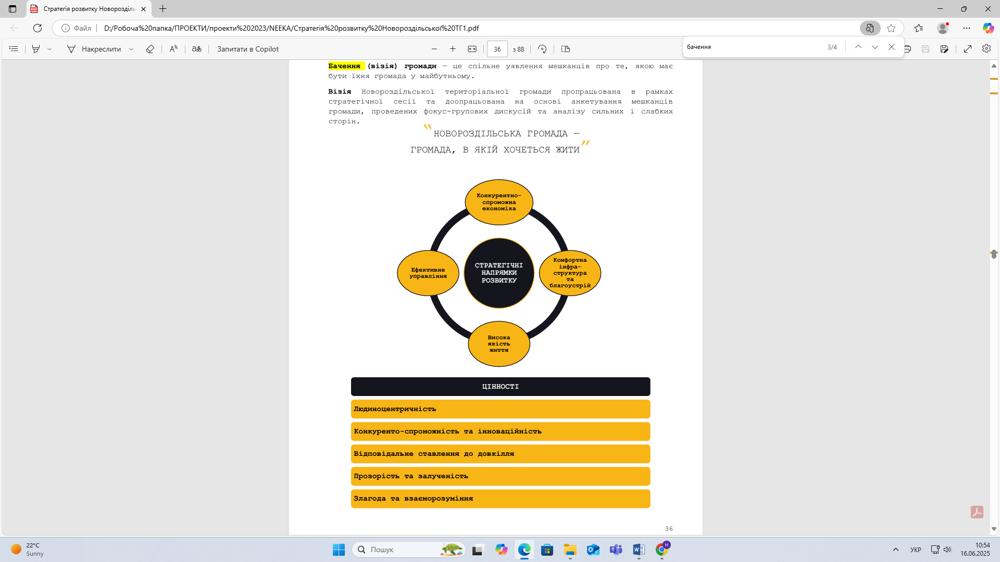 Стратегія розвитку Новороздільс
Файл
D:/Робоча%20папка/ПРОЕКТИ/проекти%202023/NEEKA/Стратегія%20розвитку%20Новороздільської%20ТГ1.pdf
Накреслити
аあ
Запитати в Copilot
36
з 88
бачення
3/4
Бачення (візія) громади — це спільне уявлення мешканців про те, якою має
бути їхня громада у майбутньому.
Візія Новороздільської територіальної громади пропрацьована в рамках
стратегічної сесії та доопрацьована на основі анкетування мешканців
громади, проведених фокус-групових дискусій та аналізу сильних і слабких
сторін.
"НОВОРОЗДІЛЬСЬКА ГРОМАДА —
ГРОМАДА, В ЯКІЙ ХОЧЕТЬСЯ ЖИТИ"
Конкурентно-
спроможна
економіка
Ефективне
управління
СТРАТЕГІЧНІ
НАПРЯМКИ
РОЗВИТКУ
Комфортна
інфра-
структура
та
благоустрій
Висока
якість
життя
ЦІННОСТІ
Людиноцентричність
Конкуренто-спроможність та інноваційність
Відповідальне ставлення до довкілля
Прозорість та залученість
Злагода та взаєморозуміння
36
22°C
Sunny
Пошук
УКР
10:54
16.06.2025